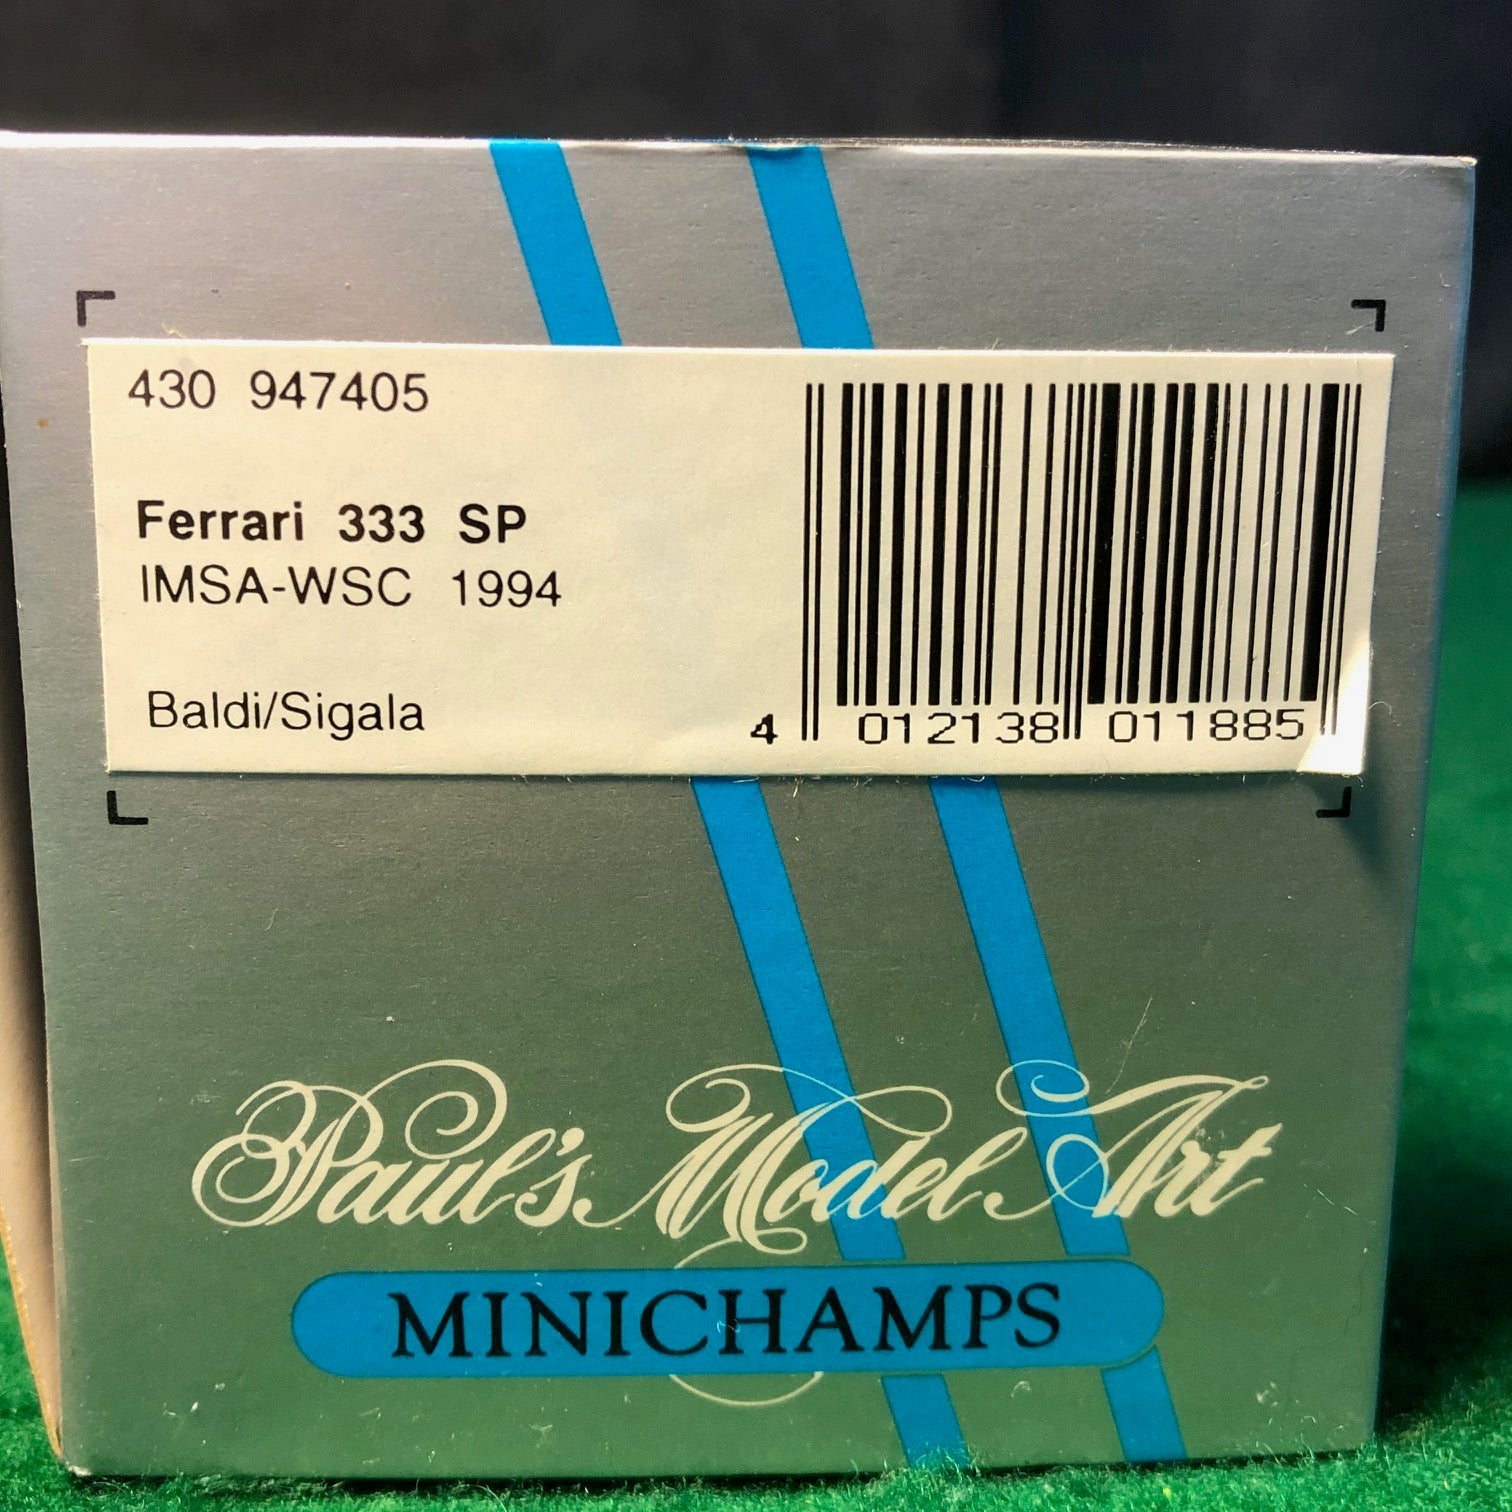 430 947405
Ferrari 333 SP
IMSA-WSC 1994
Baldi/Sigala
4 012138 011885
Paul's Model Art
MINICHAMPS